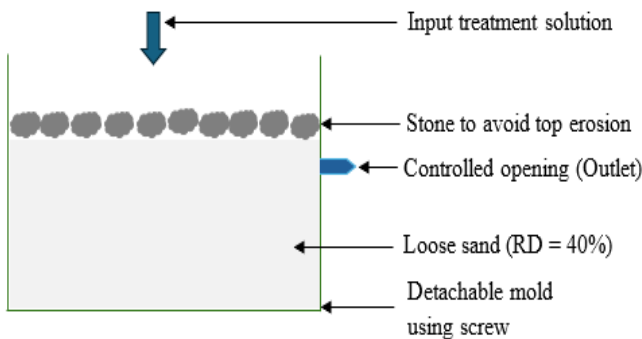 Input treatment solution
Stone to avoid top erosion
Controlled opening (Outlet)
Loose sand (RD = 40%)
Detachable mold
using screw